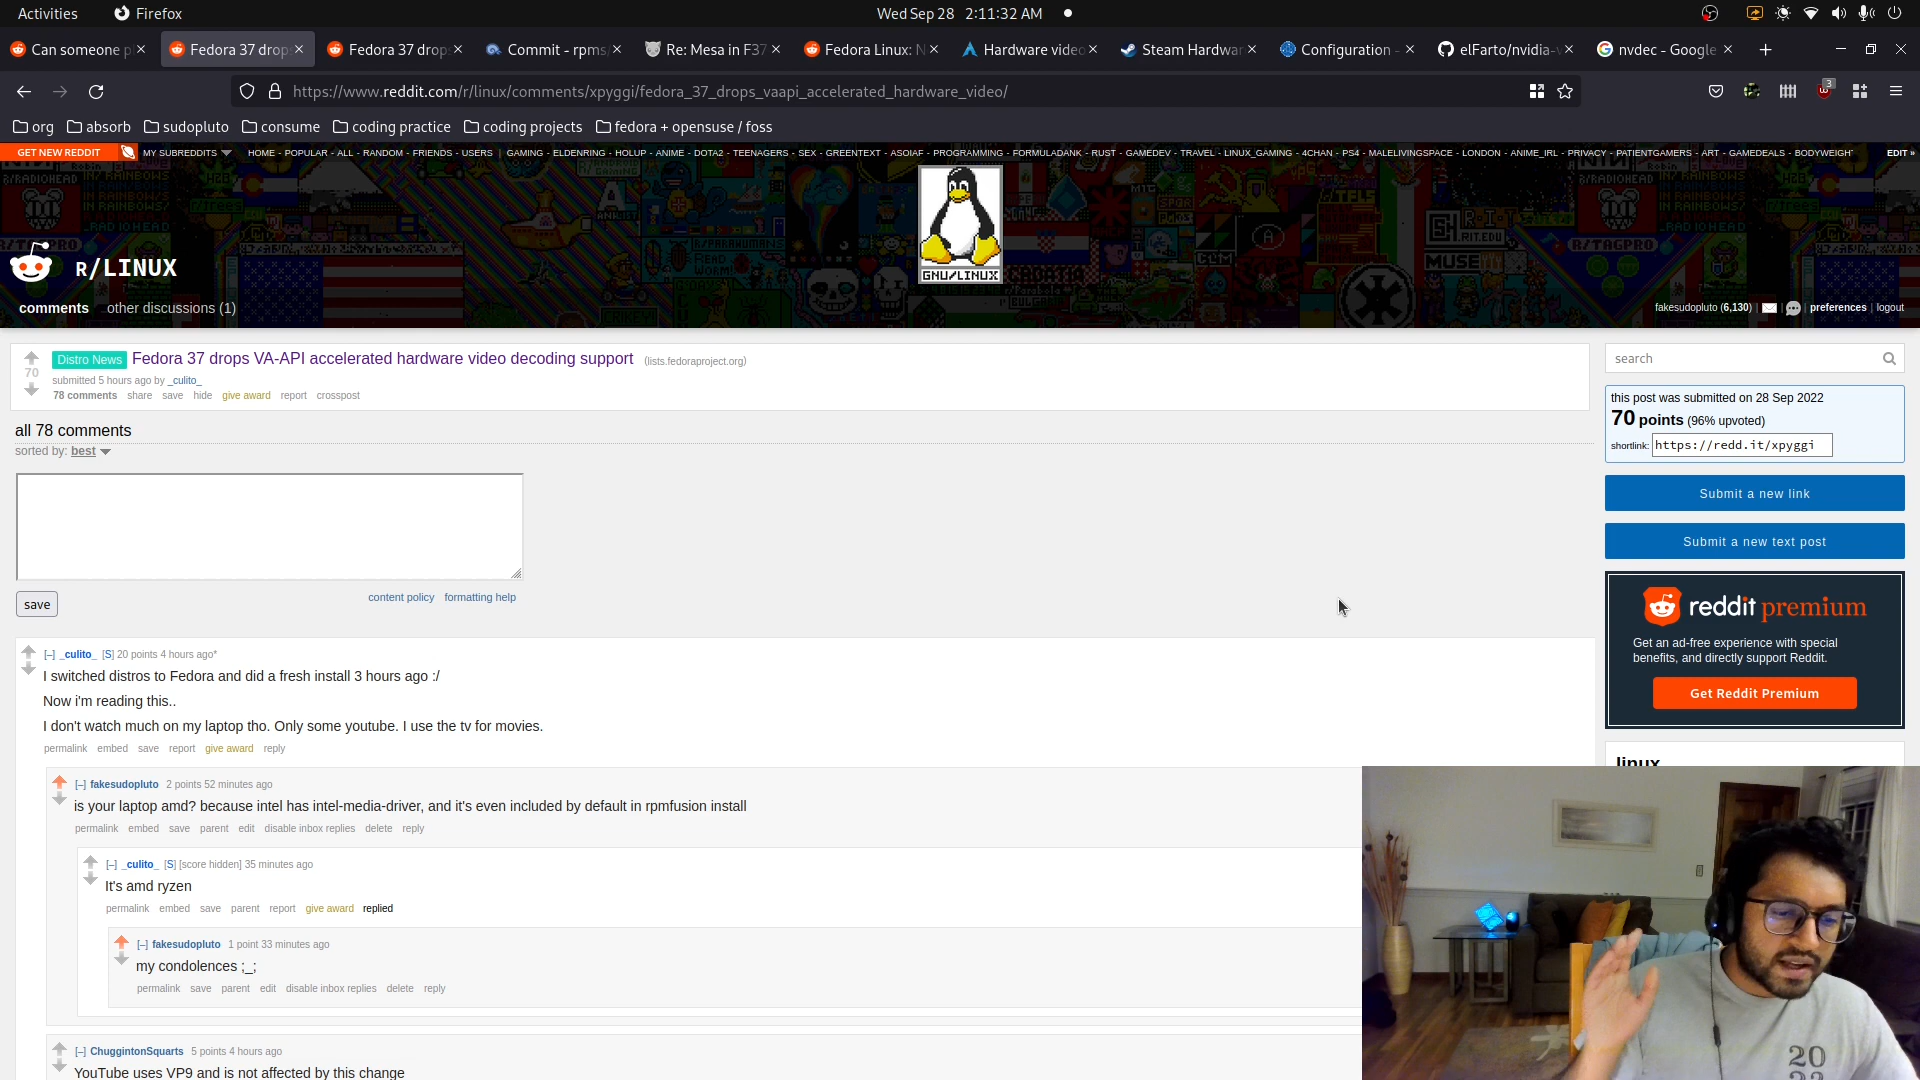 Activities Firefox Wed Sep 28 2:11:32 AM
Can someone p Fedora 37 drops Fedora 37 drops Commit - rpms/ Re: Mesa in F37 Fedora Linux: N Hardware video Steam Hardwar Configuration - elFarto/nvidia-v nvdec - Google
https://www.reddit.com/r/linux/comments/xpyggi/fedora_37_drops_vaapi_accelerated_hardware_video/ 3
org absorb sudopluto consume coding practice coding projects fedora + opensuse / foss
GET NEW REDDIT MY SUBREDDITS HOME - POPULAR - ALL - RANDOM - FRIENDS - USERS | GAMING - ELDENRING - HOLUP - ANIME - DOTA2 - TEENAGERS - SEX - GREENTEXT - ASOIAF - PROGRAMMING - FORMULADANK - RUST - GAMEDEV - TRAVEL - LINUX_GAMING - 4CHAN - PS4 - MALELIVINGSPACE - LONDON - ANIME_IRL - PRIVACY - PATIENTGAMERS - ART - GAMEDEALS - BODYWEIGH EDIT »
R/LINUX
GNU/LINUX
comments other discussions (1)
fakesudopluto (6,130) | | | preferences | logout
70
Distro News Fedora 37 drops VA-API accelerated hardware video decoding support (lists.fedoraproject.org)
submitted 5 hours ago by _culito_
78 comments share save hide give award report crosspost
all 78 comments
sorted by: best
content policy formatting help
save
[–] _culito_ [S] 20 points 4 hours ago*
I switched distros to Fedora and did a fresh install 3 hours ago :/
Now i'm reading this..
I don't watch much on my laptop tho. Only some youtube. I use the tv for movies.
permalink embed save report give award reply
[–] fakesudopluto 2 points 52 minutes ago
is your laptop amd? because intel has intel-media-driver, and it's even included by default in rpmfusion install
permalink embed save parent edit disable inbox replies delete reply
[–] _culito_ [S] [score hidden] 35 minutes ago
It's amd ryzen
permalink embed save parent report give award replied
[–] fakesudopluto 1 point 33 minutes ago
my condolences ;_;
permalink save parent edit disable inbox replies delete reply
[–] ChuggintonSquarts 5 points 4 hours ago
YouTube uses VP9 and is not affected by this change
search
this post was submitted on 28 Sep 2022
70 points (96% upvoted)
shortlink: https://redd.it/xpyggi
Submit a new link
Submit a new text post
reddit premium
Get an ad-free experience with special
benefits, and directly support Reddit.
Get Reddit Premium
linux
20